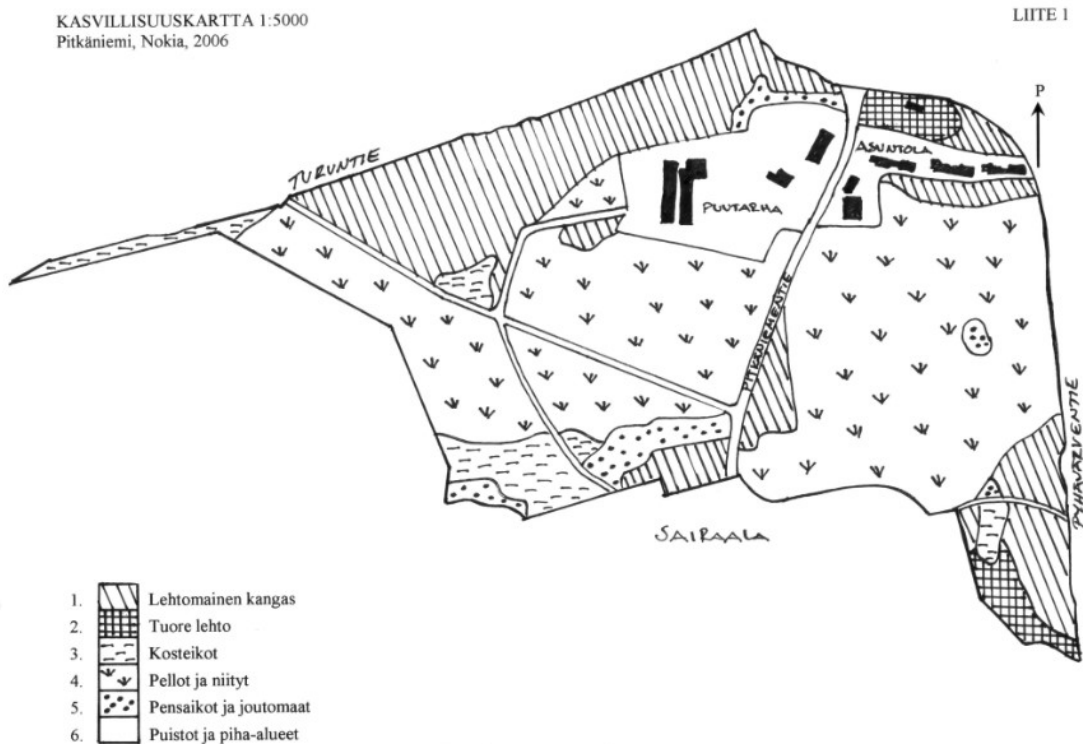 KASVILLISUUSKARTTA 1:5000
Pitkäniemi, Nokia, 2006
LIITE 1
P
TURUNTIE
ASUNTOLA
PUUTARHA
PITKÄNIEMENTIE
PYHÄJÄRVENTIE
SAIRAALA
1. Lehtomainen kangas
2. Tuore lehto
3. Kosteikot
4. Pellot ja niityt
5. Pensaikot ja joutomaat
6. Puistot ja piha-alueet